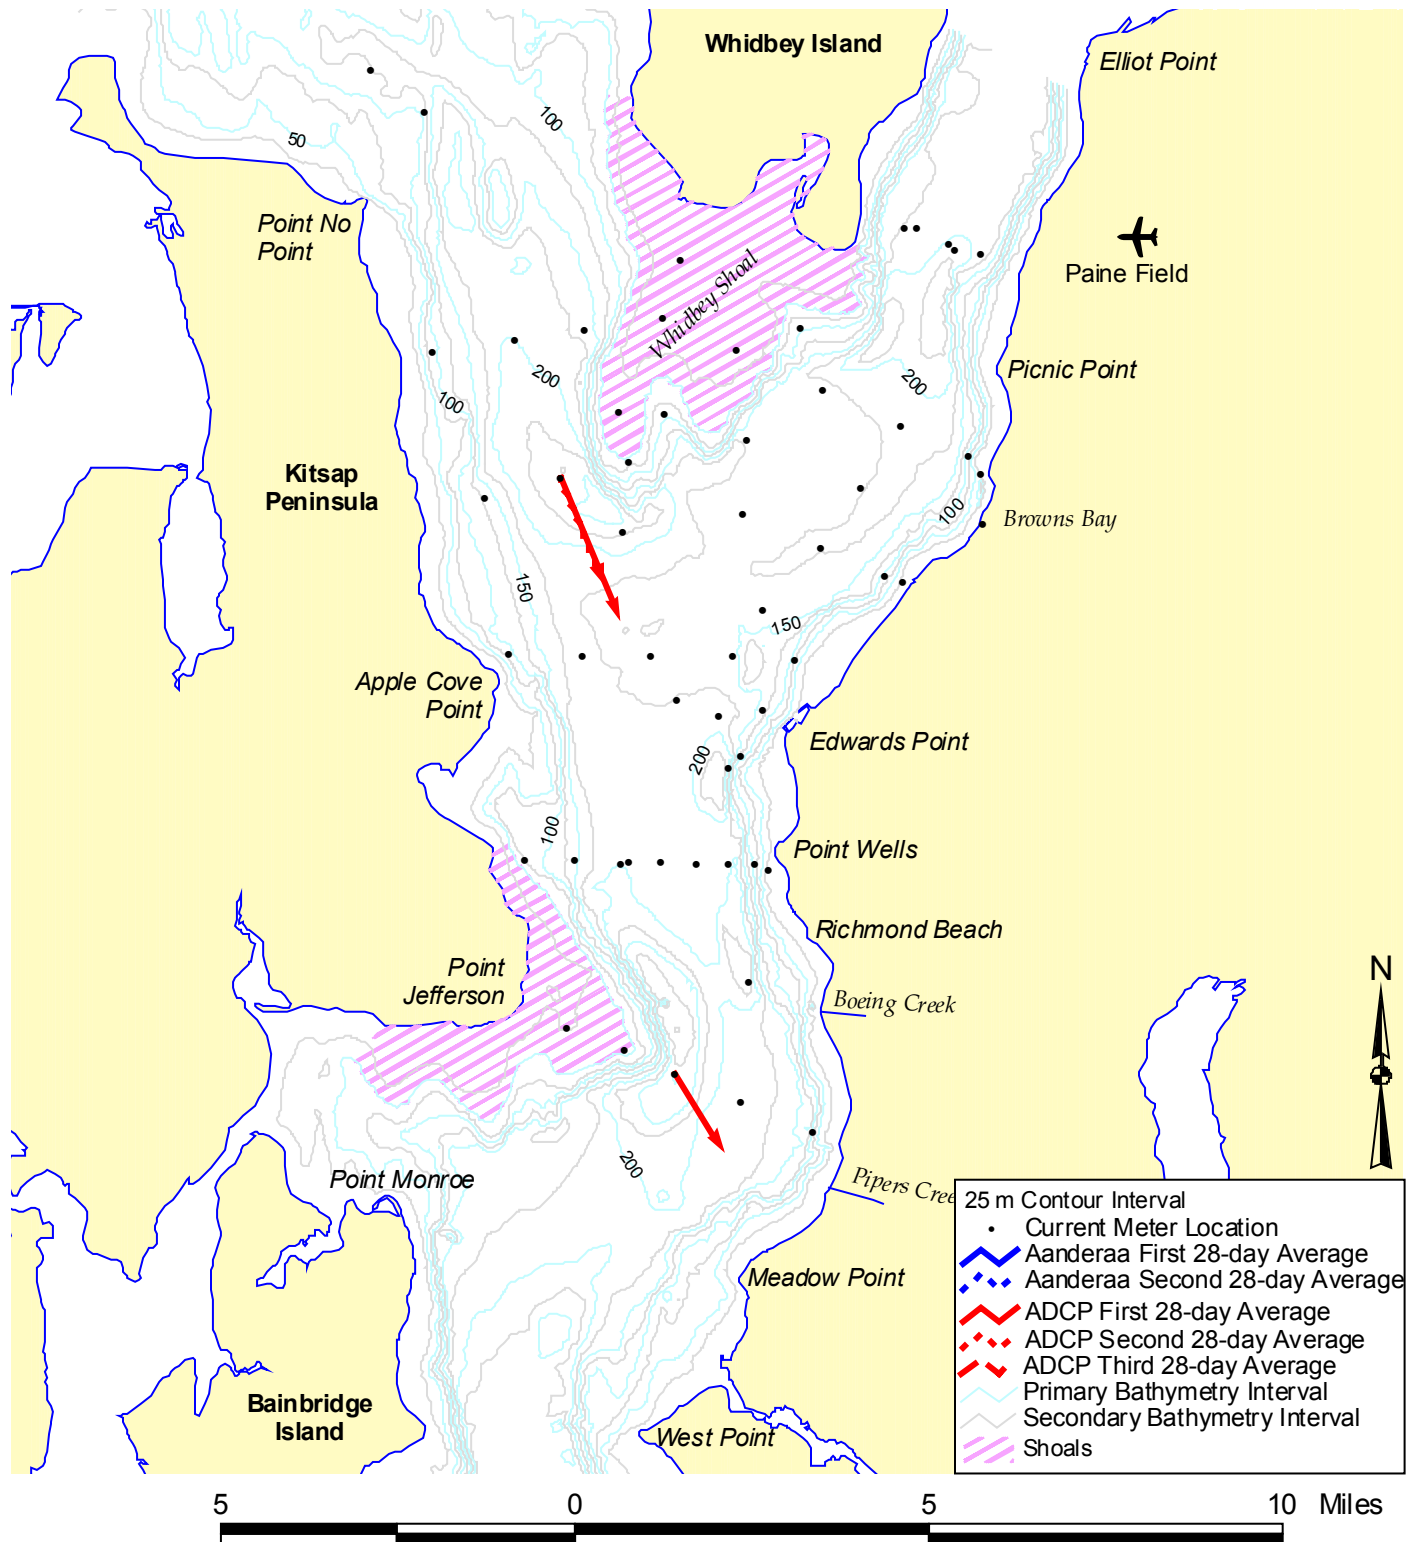 Whidbey Island
Elliot Point
100
50
Point No
Point
Paine Field
Whidbey Shoal
Picnic Point
200
200
100
Kitsap
Peninsula
100
Browns Bay
150
150
Apple Cove
Point
Edwards Point
200
100
Point Wells
Richmond Beach
Point
Jefferson
N
Boeing Creek
200
Point Monroe
Pipers Cree
25 m Contour Interval
Current Meter Location
Aanderaa First 28-day Average
Aanderaa Second 28-day Average
ADCP First 28-day Average
ADCP Second 28-day Average
ADCP Third 28-day Average
Primary Bathymetry Interval
Secondary Bathymetry Interval
Shoals
Meadow Point
Bainbridge
Island
West Point
5 0 5 10 Miles